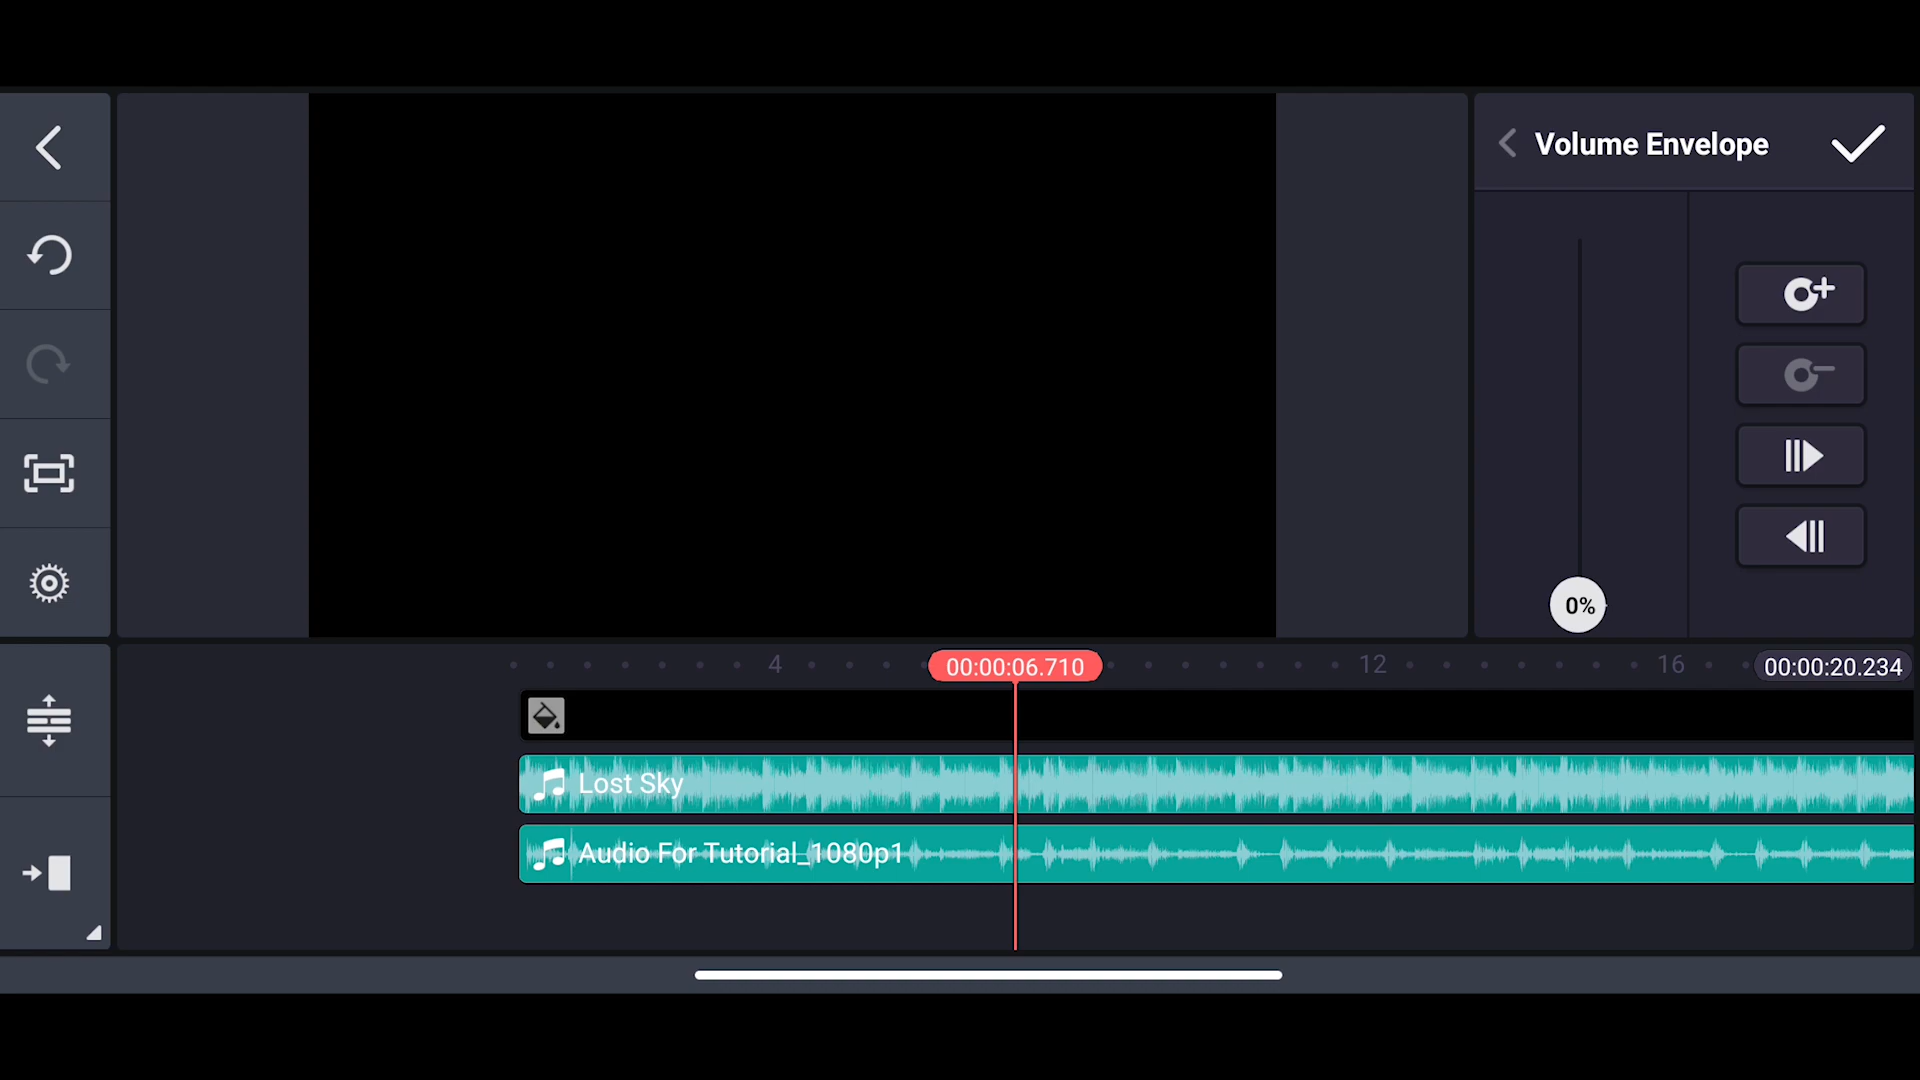 Volume Envelope
0%
4
00:00:06.710
12
16
00:00:20.234
Lost Sky
Audio For Tutorial_1080p1